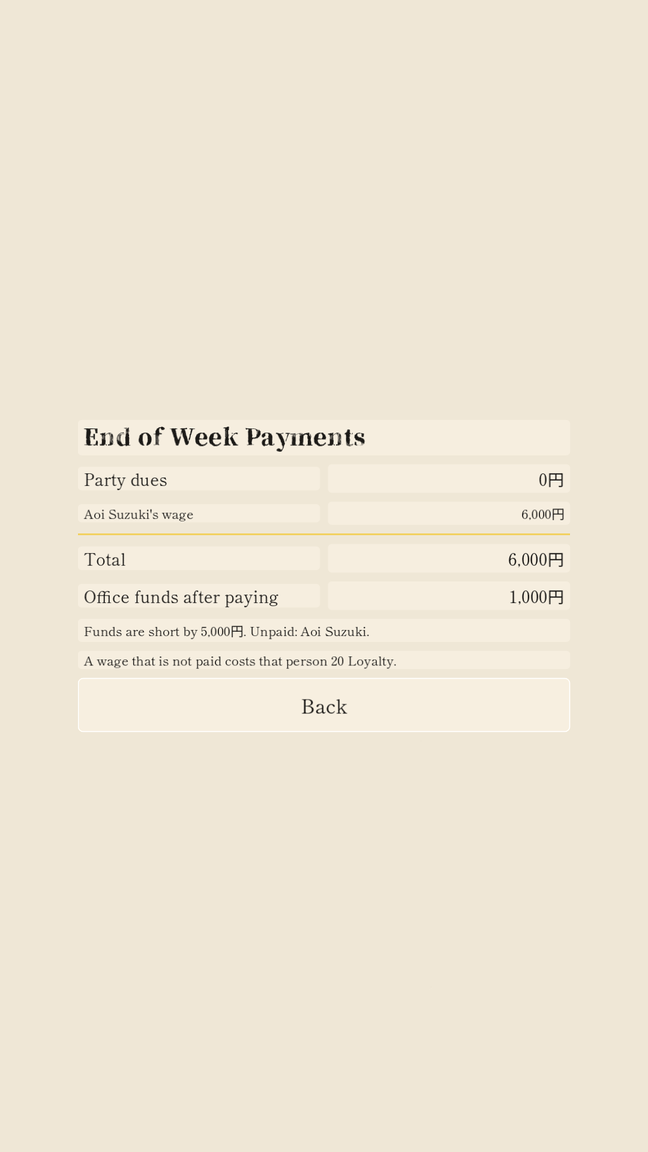 End of Week Payments
Party dues 0円
Aoi Suzuki's wage 6,000円
Total 6,000円
Office funds after paying 1,000円
Funds are short by 5,000円. Unpaid: Aoi Suzuki.
A wage that is not paid costs that person 20 Loyalty.
Back